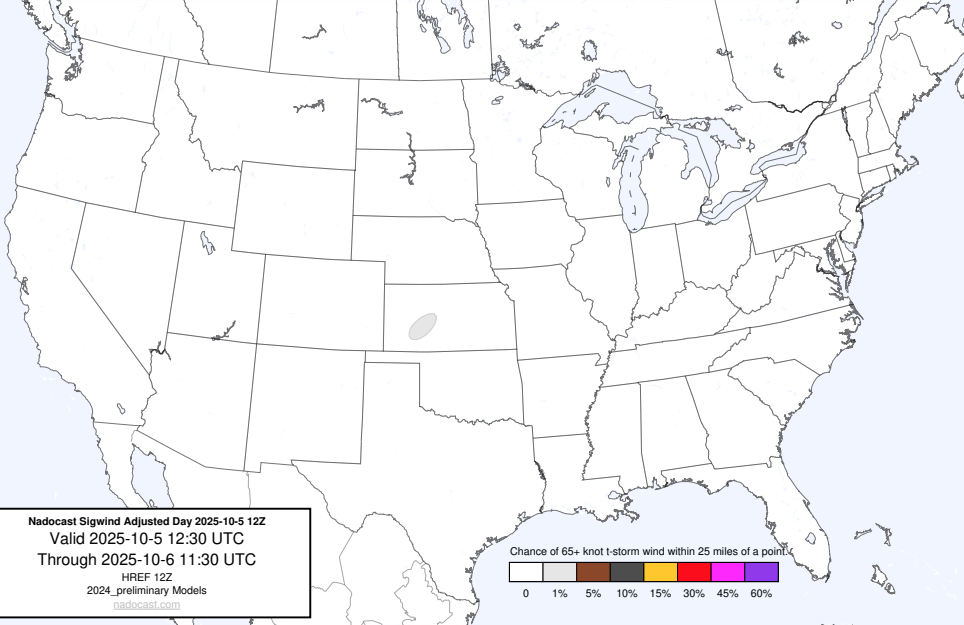 Nadocast Sigwind Adjusted Day 2025-10-5 12Z
Valid 2025-10-5 12:30 UTC
Through 2025-10-6 11:30 UTC
HREF 12Z
2024_preliminary Models
nadocast.com
Chance of 65+ knot t-storm wind within 25 miles of a point.
0 1% 5% 10% 15% 30% 45% 60%